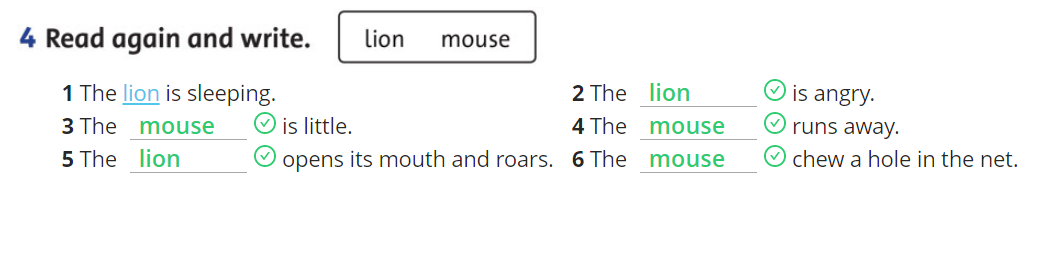 4 Read again and write. lion mouse
1 The lion is sleeping. 2 The lion is angry.
3 The mouse is little. 4 The mouse runs away.
5 The lion opens its mouth and roars. 6 The mouse chew a hole in the net.